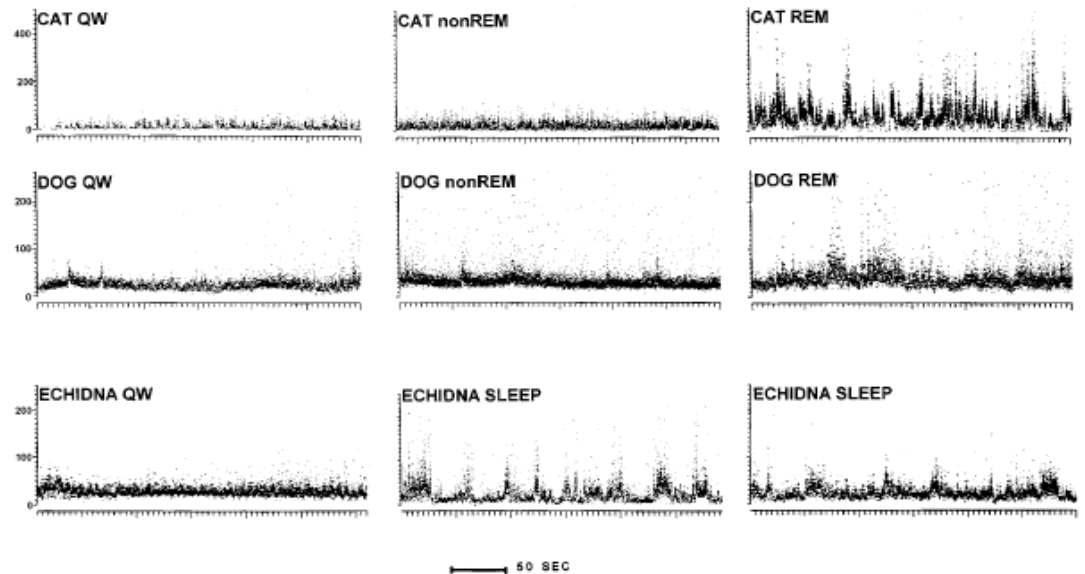 CAT QW
CAT nonREM
CAT REM
400
200
0
DOG QW
DOG nonREM
DOG REM
200
100
0
ECHIDNA QW
ECHIDNA SLEEP
ECHIDNA SLEEP
200
100
0
50 SEC